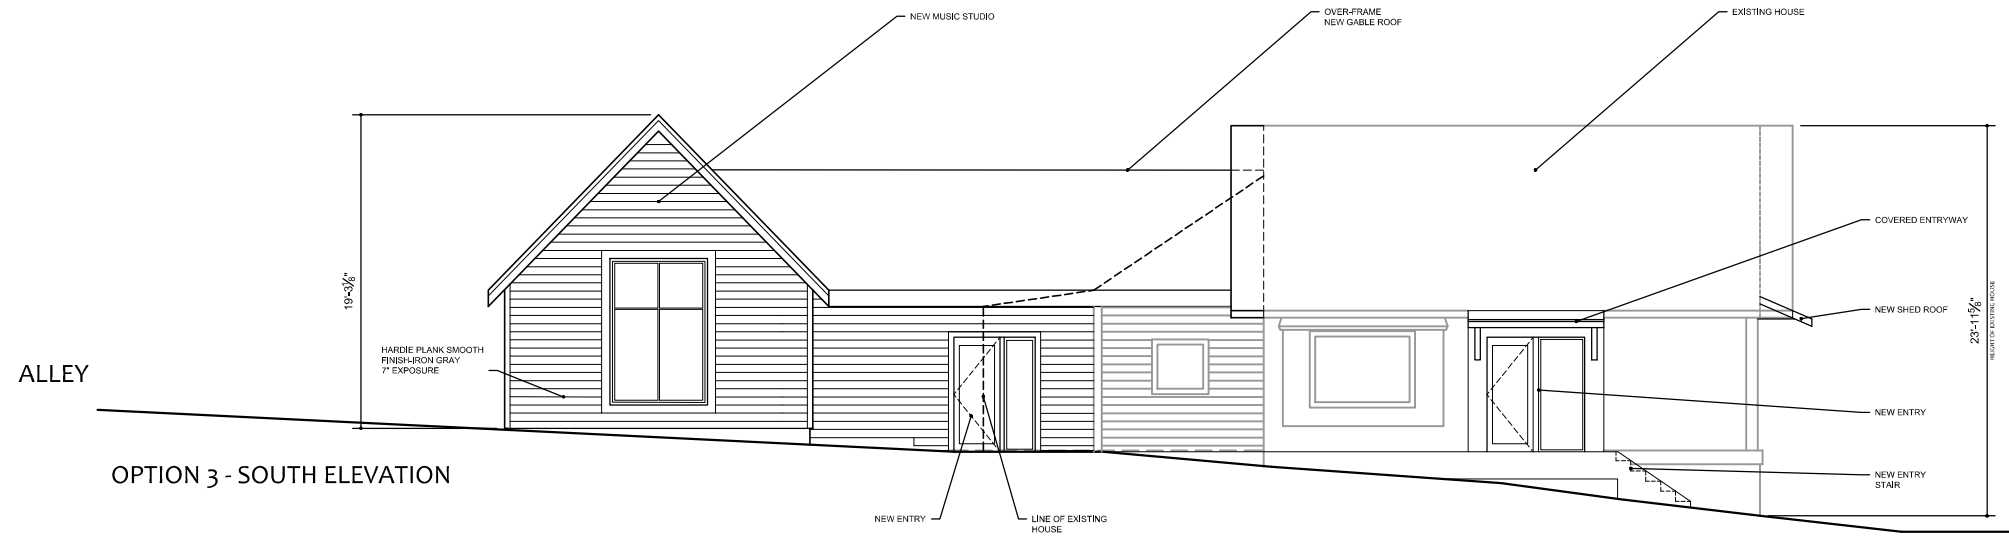 NEW MUSIC STUDIO
OVER-FRAME
NEW GABLE ROOF
EXISTING HOUSE
COVERED ENTRYWAY
19'-3⅛"
23'-11⅝"
HEIGHT OF EXISTING HOUSE
NEW SHED ROOF
HARDIE PLANK SMOOTH
FINISH-IRON GRAY
7" EXPOSURE
ALLEY
NEW ENTRY
OPTION 3 - SOUTH ELEVATION
NEW ENTRY
STAIR
NEW ENTRY
LINE OF EXISTING
HOUSE